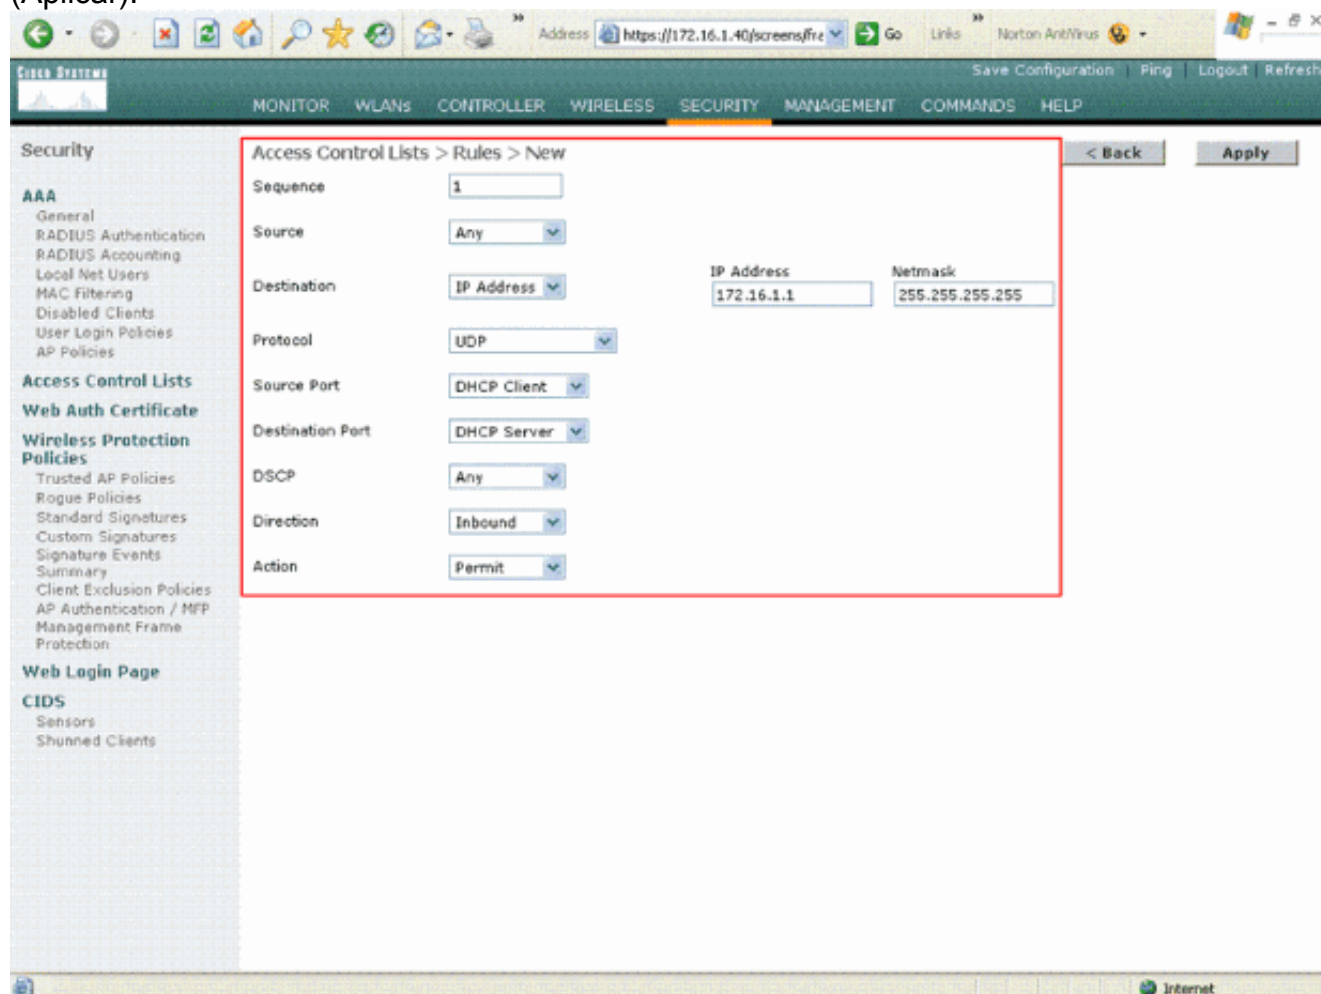 (Aplicar).
Address https://172.16.1.40/screens/fra Go Links Norton AntiVirus
CISCO SYSTEMS
Save Configuration | Ping | Logout | Refresh
MONITOR WLANs CONTROLLER WIRELESS SECURITY MANAGEMENT COMMANDS HELP
Security
AAA
General
RADIUS Authentication
RADIUS Accounting
Local Net Users
MAC Filtering
Disabled Clients
User Login Policies
AP Policies
Access Control Lists
Web Auth Certificate
Wireless Protection
Policies
Trusted AP Policies
Rogue Policies
Standard Signatures
Custom Signatures
Signature Events
Summary
Client Exclusion Policies
AP Authentication / MFP
Management Frame
Protection
Web Login Page
CIDS
Sensors
Shunned Clients
Access Control Lists > Rules > New
< Back Apply
Sequence 1
Source Any
IP Address Netmask
Destination IP Address 172.16.1.1 255.255.255.255
Protocol UDP
Source Port DHCP Client
Destination Port DHCP Server
DSCP Any
Direction Inbound
Action Permit
Internet